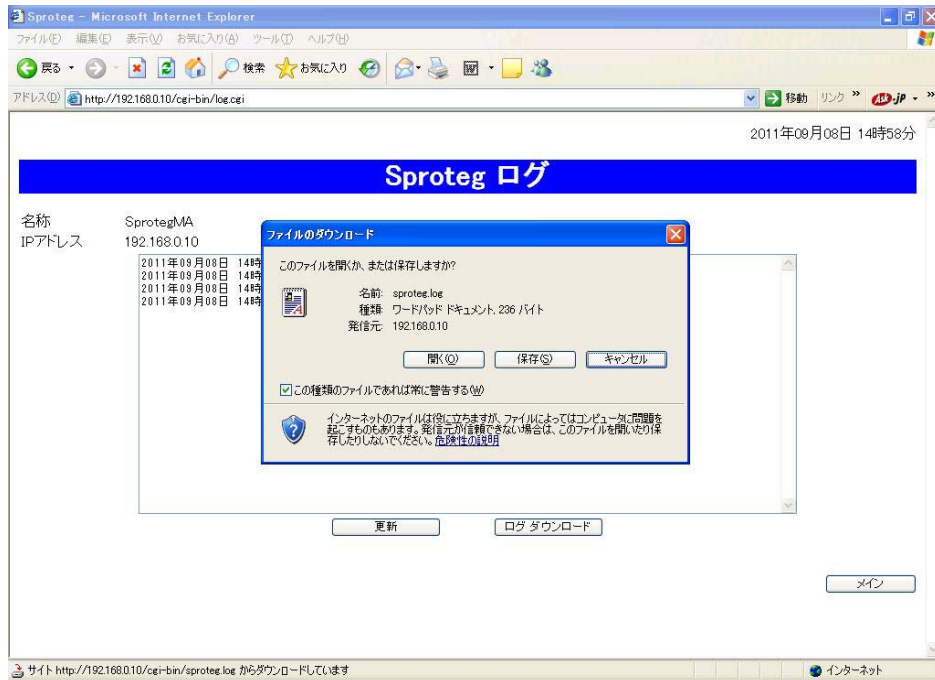 Sproteg - Microsoft Internet Explorer
ファイル(F) 編集(E) 表示(V) お気に入り(A) ツール(T) ヘルプ(H)
戻る 検索 お気に入り
アドレス(D) http://192.168.0.10/cgi-bin/log.cgi 移動 リンク »
2011年09月08日 14時58分
Sproteg ログ
名称 SprotegMA
IPアドレス 192.168.0.10
2011年09月08日 14時
2011年09月08日 14時
2011年09月08日 14時
2011年09月08日 14時
ファイルのダウンロード
このファイルを開くか、または保存しますか?
名前: sproteg.log
種類: ワードパッド ドキュメント, 236 バイト
発信元: 192.168.0.10
開く(O) 保存(S) キャンセル
この種類のファイルであれば常に警告する(W)
インターネットのファイルは役に立ちますが、ファイルによってはコンピュータに問題を
起こすものもあります。発信元が信頼できない場合は、このファイルを開いたり保
存したりしないでください。危険性の説明
更新 ログ ダウンロード
メイン
サイト http://192.168.0.10/cgi-bin/sproteg.log からダウンロードしています インターネット